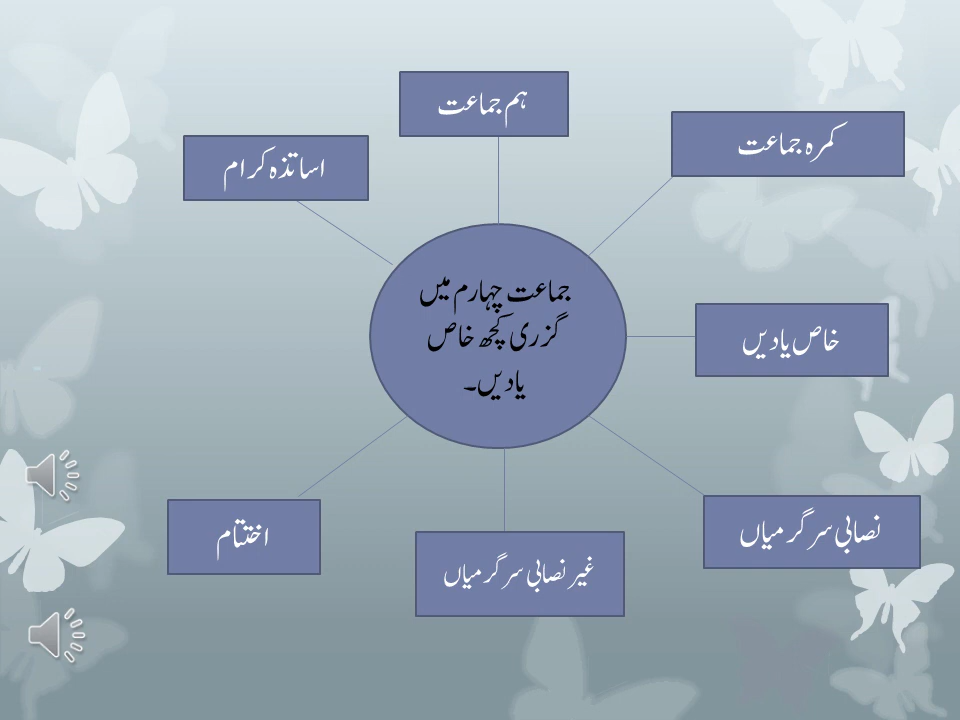 ہم جماعت
کمرہ جماعت
اساتذہ کرام
جماعت چہارم میں
گزری کچھ خاص
یادیں۔
خاص یادیں
نصابی سرگرمیاں
غیر نصابی سرگرمیاں
اختتام